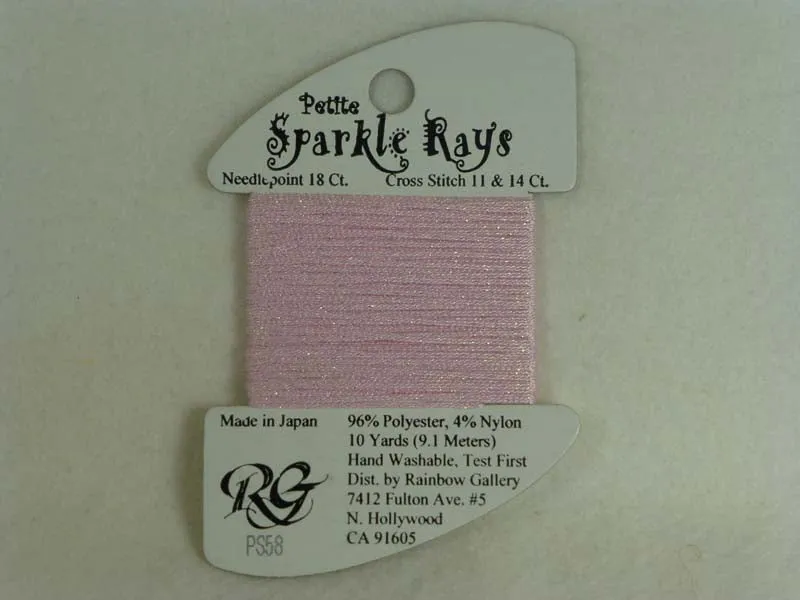 Petite
Sparkle Rays
Needlepoint 18 Ct. Cross Stitch 11 & 14 Ct.
Made in Japan
RG
PS58
96% Polyester, 4% Nylon
10 Yards (9.1 Meters)
Hand Washable, Test First
Dist. by Rainbow Gallery
7412 Fulton Ave. #5
N. Hollywood
CA 91605